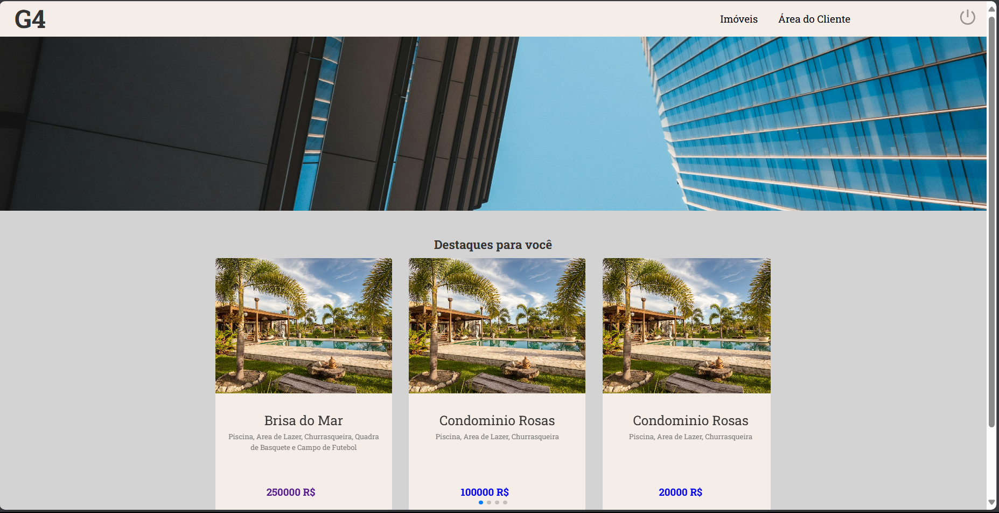 G4
Imóveis
Área do Cliente
Destaques para você
Brisa do Mar
Piscina, Area de Lazer, Churrasqueira, Quadra
de Basquete e Campo de Futebol
250000 R$
Condominio Rosas
Piscina, Area de Lazer, Churrasqueira
100000 R$
Condominio Rosas
Piscina, Area de Lazer, Churrasqueira
20000 R$